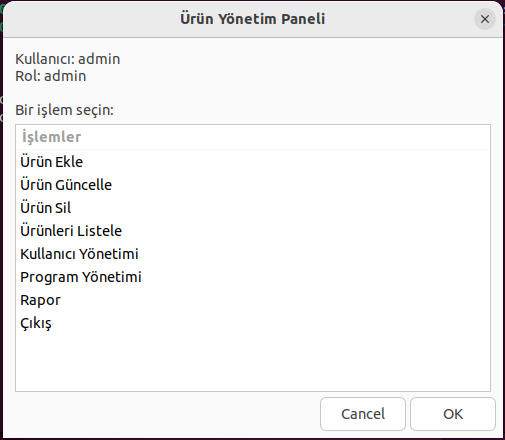 Ürün Yönetim Paneli
Kullanıcı: admin
Rol: admin
Bir işlem seçin:
İşlemler
Ürün Ekle
Ürün Güncelle
Ürün Sil
Ürünleri Listele
Kullanıcı Yönetimi
Program Yönetimi
Rapor
Çıkış
Cancel
OK